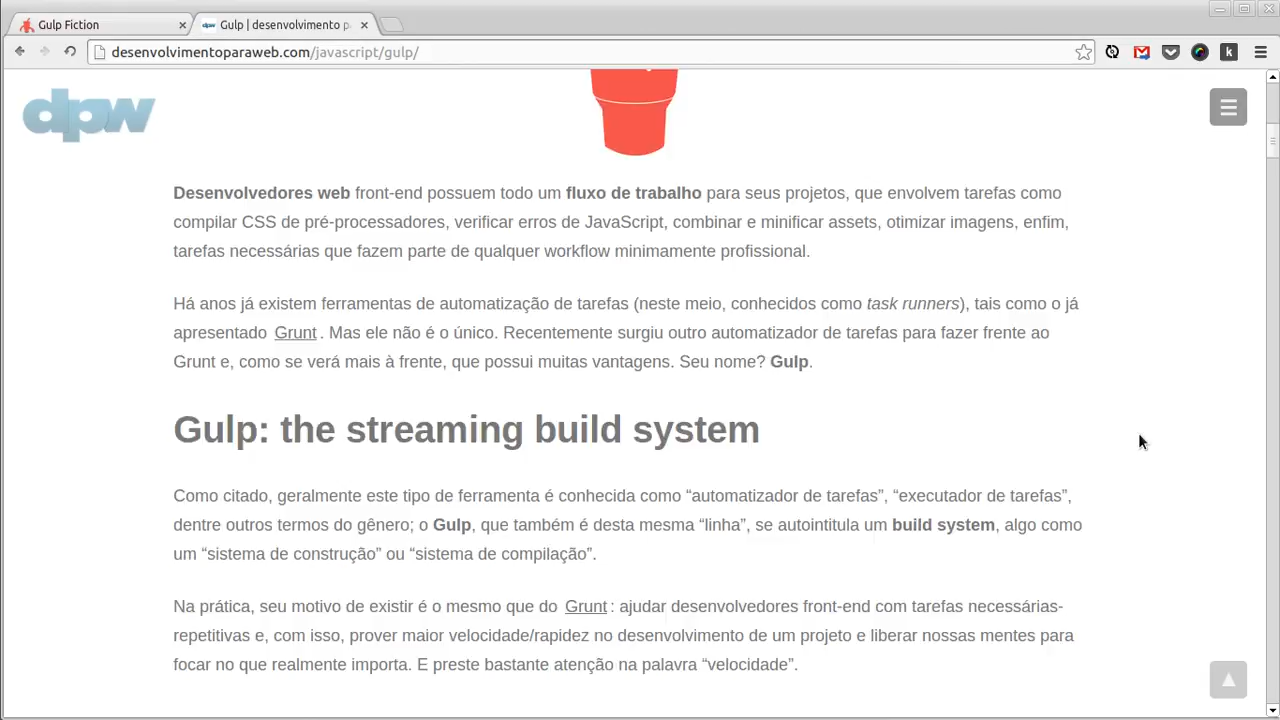 Gulp Fiction
Gulp | desenvolvimento p
desenvolvimentoparaweb.com/javascript/gulp/
k
dpw
Desenvolvedores web front-end possuem todo um fluxo de trabalho para seus projetos, que envolvem tarefas como
compilar CSS de pré-processadores, verificar erros de JavaScript, combinar e minificar assets, otimizar imagens, enfim,
tarefas necessárias que fazem parte de qualquer workflow minimamente profissional.
Há anos já existem ferramentas de automatização de tarefas (neste meio, conhecidos como task runners), tais como o já
apresentado Grunt. Mas ele não é o único. Recentemente surgiu outro automatizador de tarefas para fazer frente ao
Grunt e, como se verá mais à frente, que possui muitas vantagens. Seu nome? Gulp.
Gulp: the streaming build system
Como citado, geralmente este tipo de ferramenta é conhecida como “automatizador de tarefas”, “executador de tarefas”,
dentre outros termos do gênero; o Gulp, que também é desta mesma “linha”, se autointitula um build system, algo como
um “sistema de construção” ou “sistema de compilação”.
Na prática, seu motivo de existir é o mesmo que do Grunt: ajudar desenvolvedores front-end com tarefas necessárias-
repetitivas e, com isso, prover maior velocidade/rapidez no desenvolvimento de um projeto e liberar nossas mentes para
focar no que realmente importa. E preste bastante atenção na palavra “velocidade”.